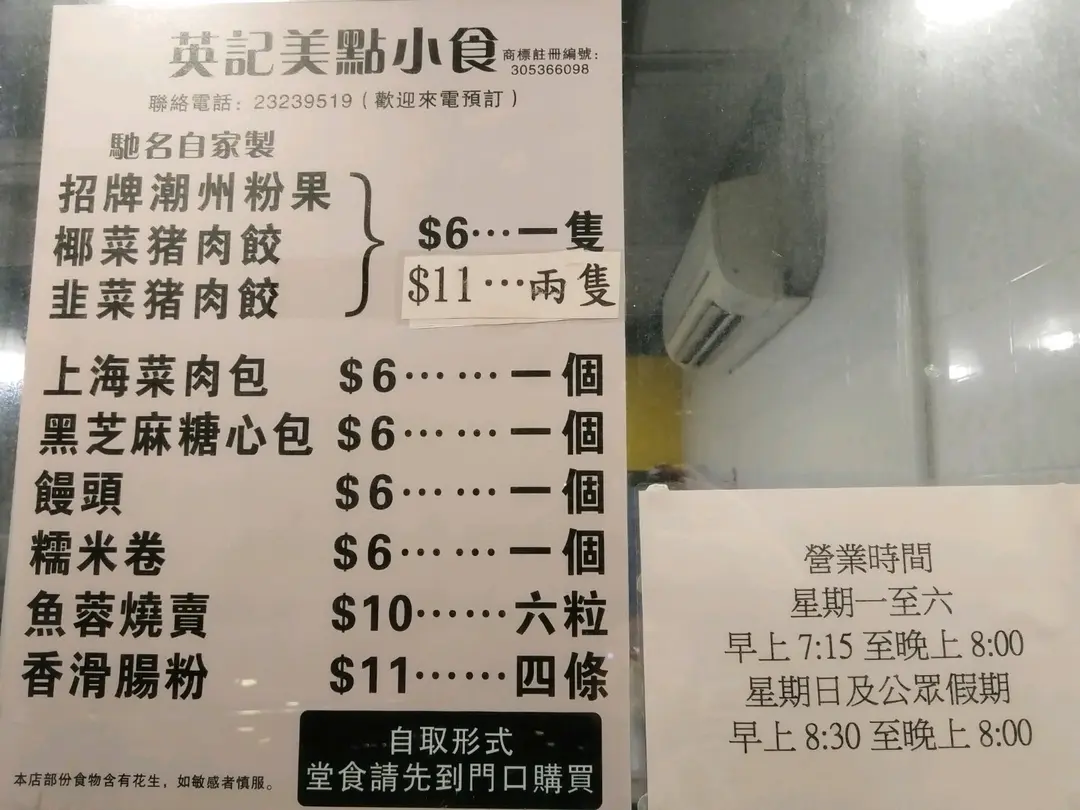 英記美點小食 商標註冊編號：
305366098
聯絡電話：23239519（歡迎來電預訂）
馳名自家製
招牌潮州粉果
椰菜猪肉餃
韭菜猪肉餃
$6…一隻
$11…兩隻
上海菜肉包 $6……一個
黑芝麻糖心包 $6……一個
饅頭 $6……一個
糯米卷 $6……一個
魚蓉燒賣 $10……六粒
香滑腸粉 $11……四條
自取形式
堂食請先到門口購買
本店部份食物含有花生，如敏感者慎服。
營業時間
星期一至六
早上 7:15 至晚上 8:00
星期日及公眾假期
早上 8:30 至晚上 8:00